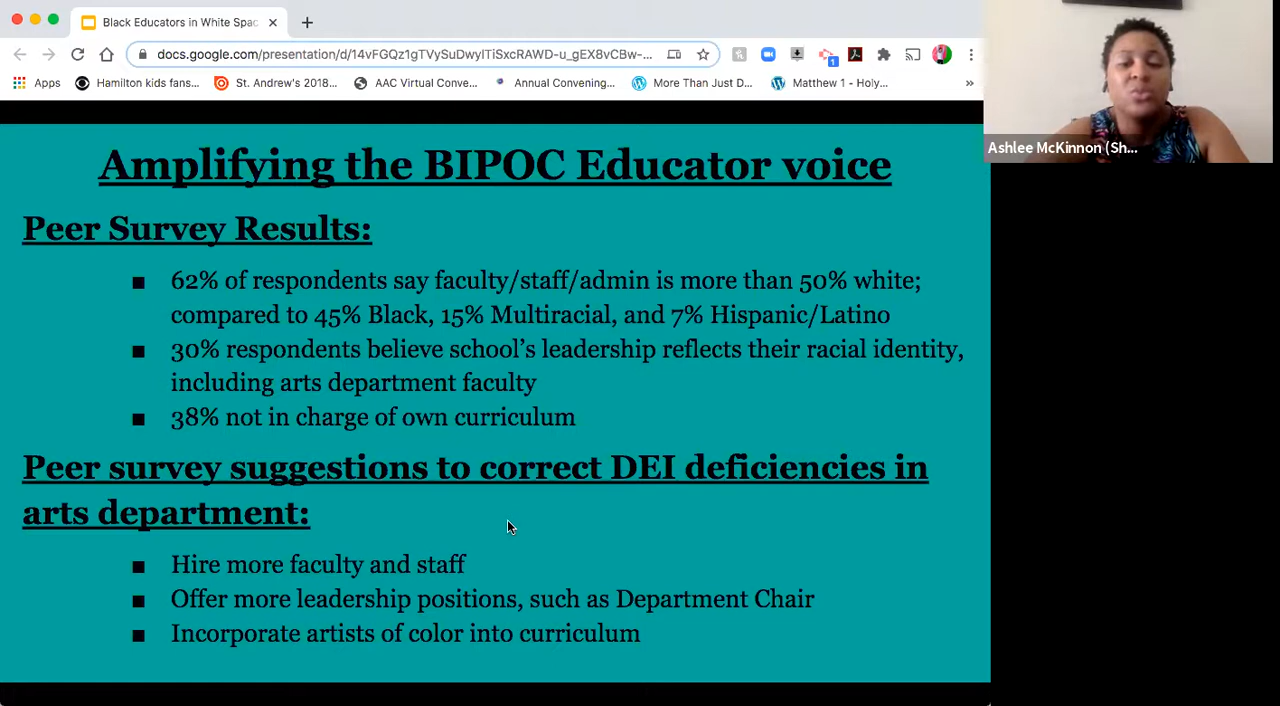 Black Educators in White Spac
docs.google.com/presentation/d/14vFGQz1gTVySuDwyITiSxcRAWD-u_gEX8vCBw-...
1
Apps
Hamilton kids fans...
St. Andrew's 2018...
AAC Virtual Conve...
Annual Convening...
More Than Just D...
Matthew 1 - Holy...
»
Ashlee McKinnon (Sh...
Amplifying the BIPOC Educator voice
Peer Survey Results:
■ 62% of respondents say faculty/staff/admin is more than 50% white;
compared to 45% Black, 15% Multiracial, and 7% Hispanic/Latino
■ 30% respondents believe school's leadership reflects their racial identity,
including arts department faculty
■ 38% not in charge of own curriculum
Peer survey suggestions to correct DEI deficiencies in
arts department:
■ Hire more faculty and staff
■ Offer more leadership positions, such as Department Chair
■ Incorporate artists of color into curriculum